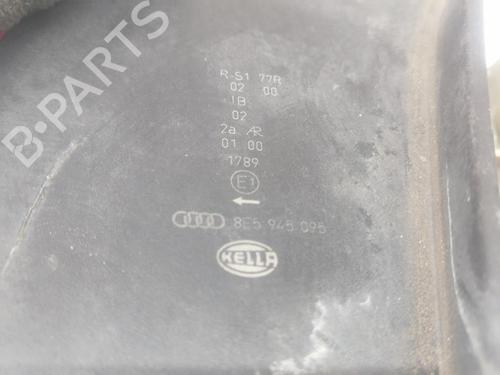 B-PARTS
R-S1 77R
02 00
IB
02
2a AR
01 00
1789
E1
8E5 945 095
HELLA